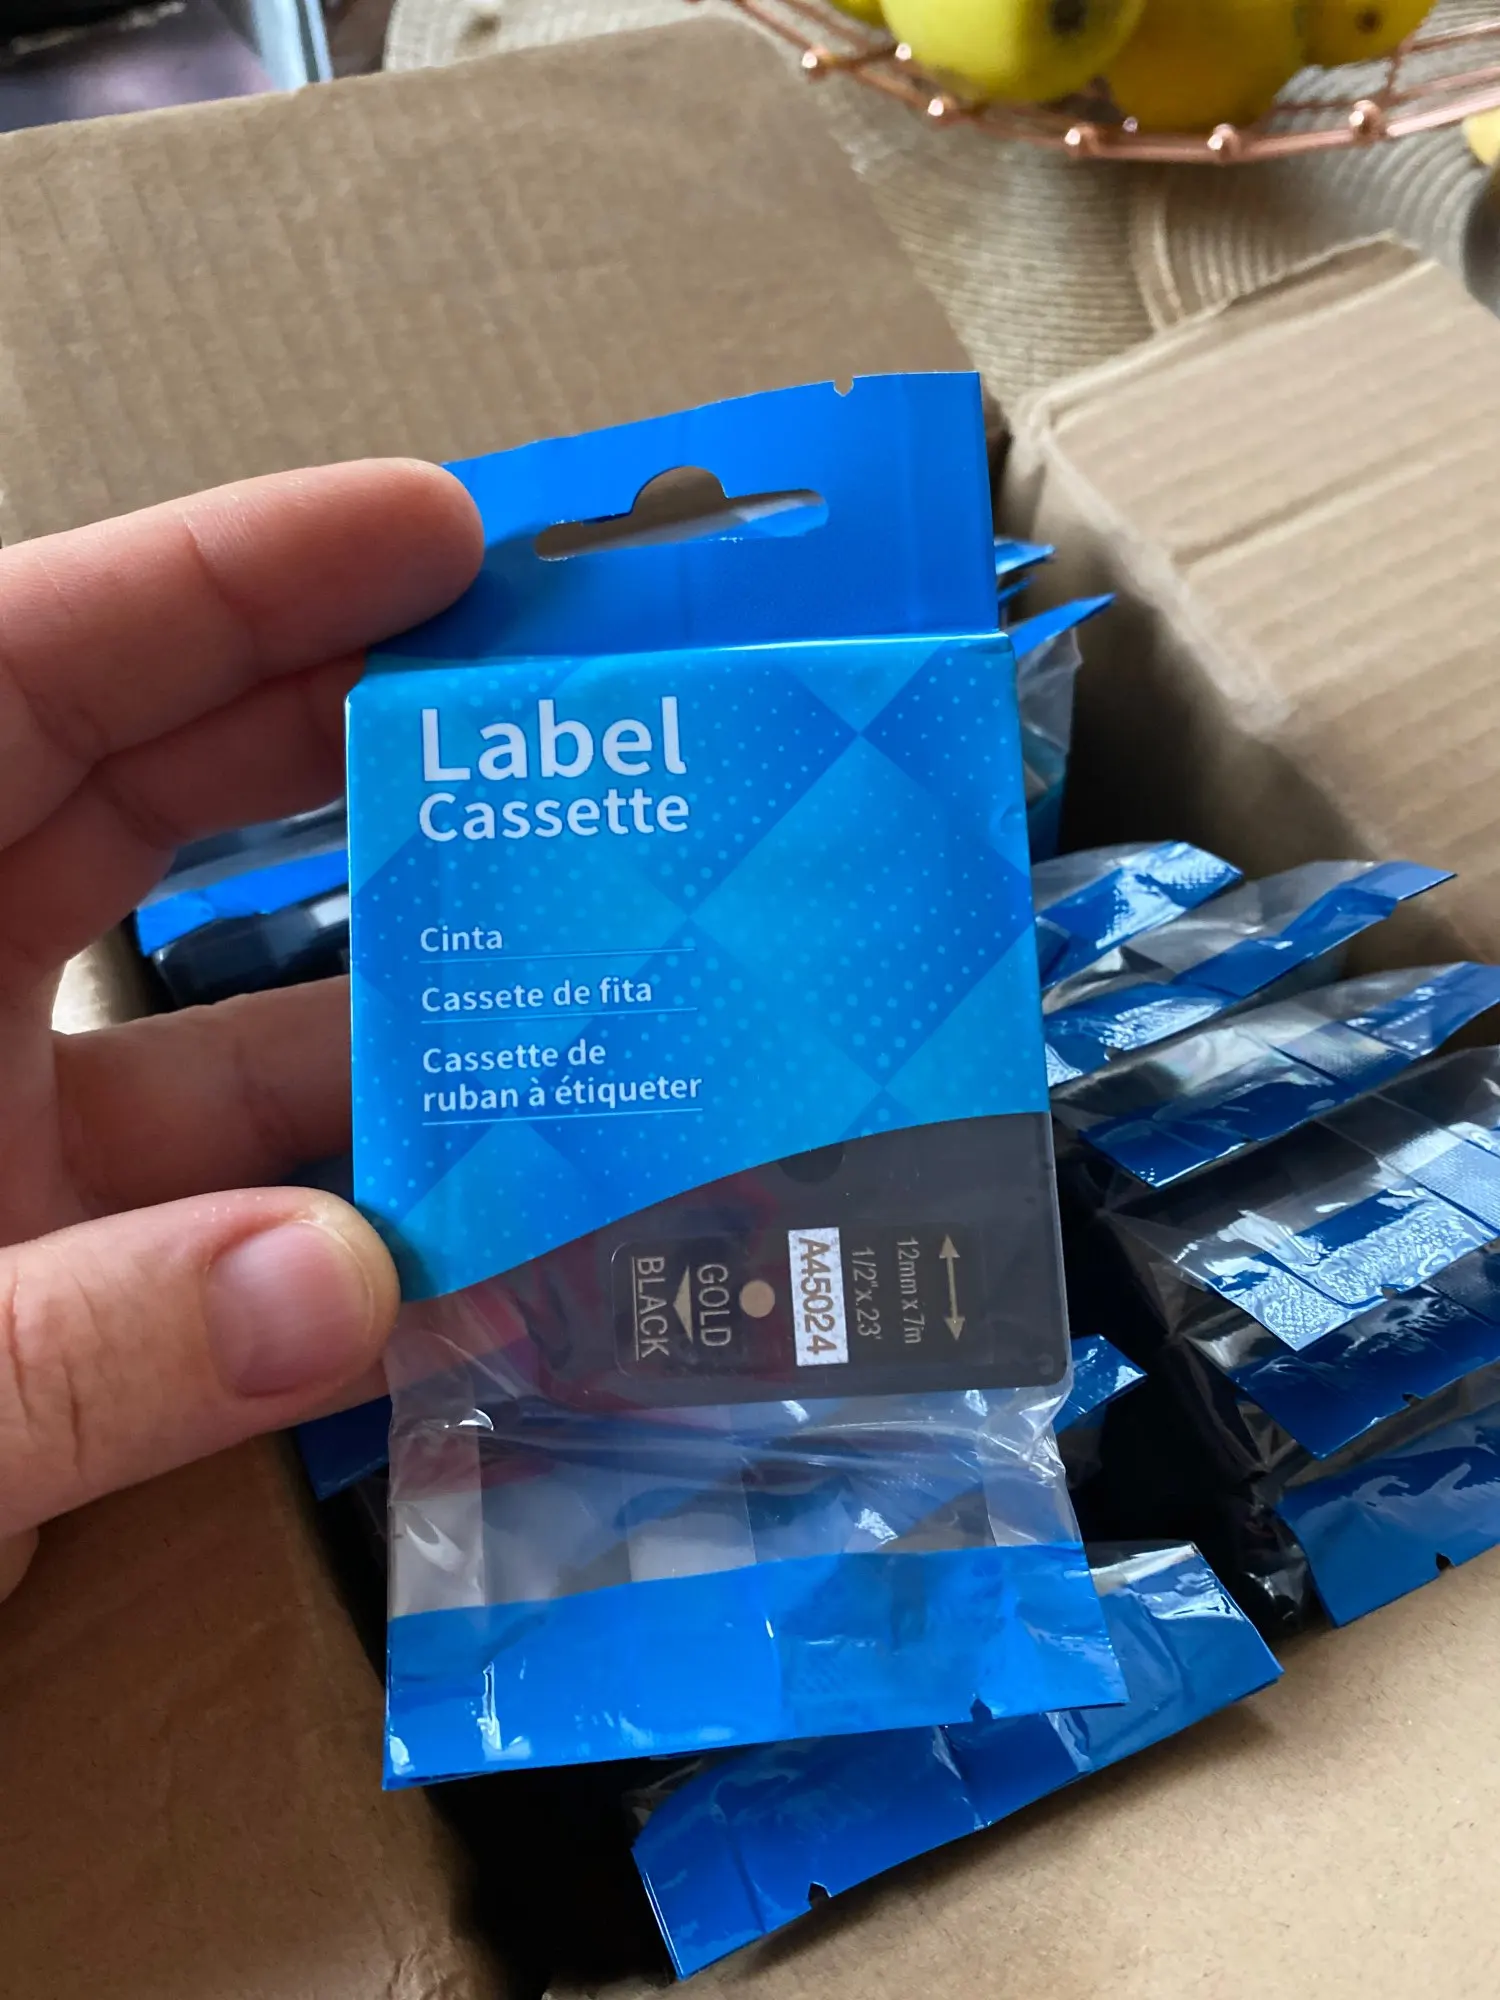 Label
Cassette
Cinta
Cassete de fita
Cassette de
ruban à étiqueter
12mm x 7m
1/2"x 23'
A45024
GOLD
BLACK